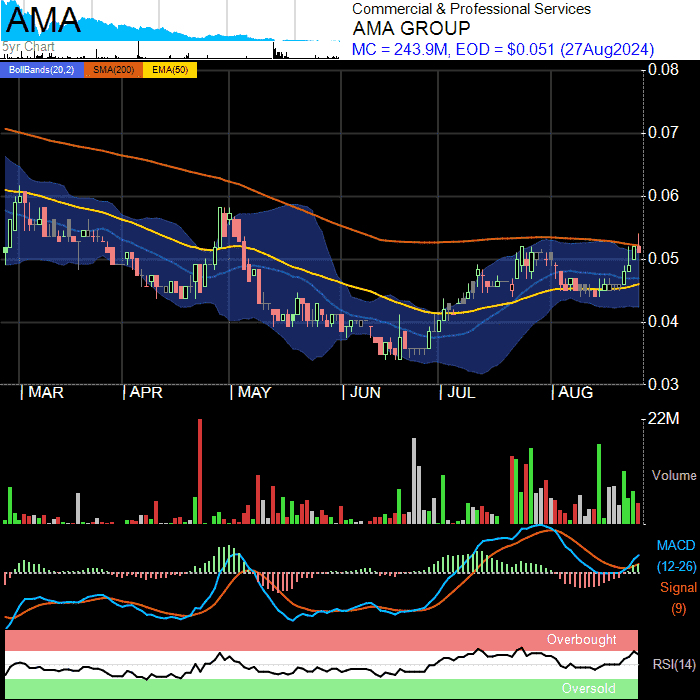 AMA
5yr Chart
Commercial & Professional Services
AMA GROUP
MC = 243.9M, EOD = $0.051 (27Aug2024)
BollBands(20,2) SMA(200) EMA(50)
0.08
0.07
0.06
0.05
0.04
0.03
MAR APR MAY JUN JUL AUG
22M
Volume
MACD
(12-26)
Signal
(9)
Overbought
RSI(14)
Oversold